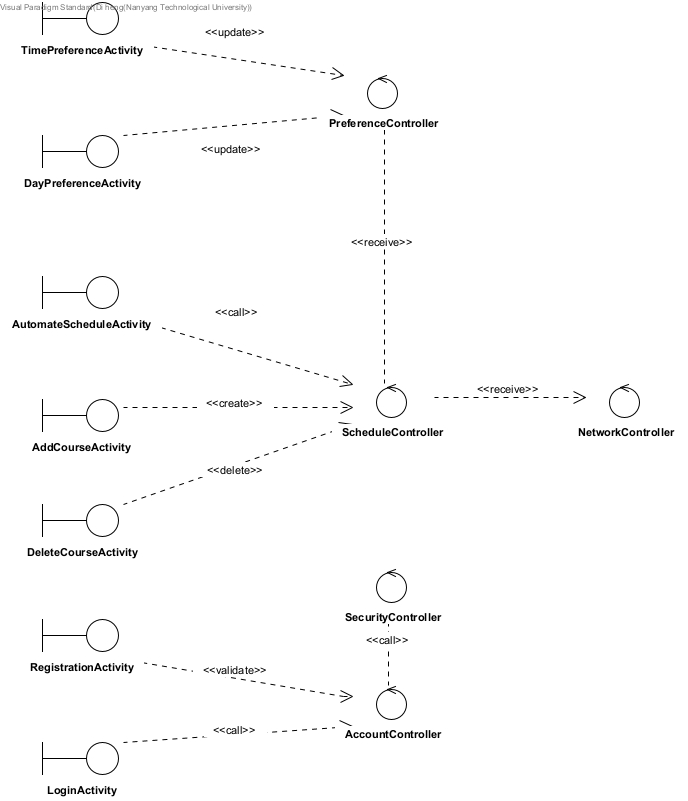 Visual Paradigm Standard(Di heng(Nanyang Technological University))
<<update>>
TimePreferenceActivity
PreferenceController
<<update>>
DayPreferenceActivity
<<receive>>
<<call>>
AutomateScheduleActivity
<<receive>>
<<create>>
ScheduleController
NetworkController
AddCourseActivity
<<delete>>
DeleteCourseActivity
SecurityController
<<call>>
RegistrationActivity
<<validate>>
<<call>>
AccountController
LoginActivity